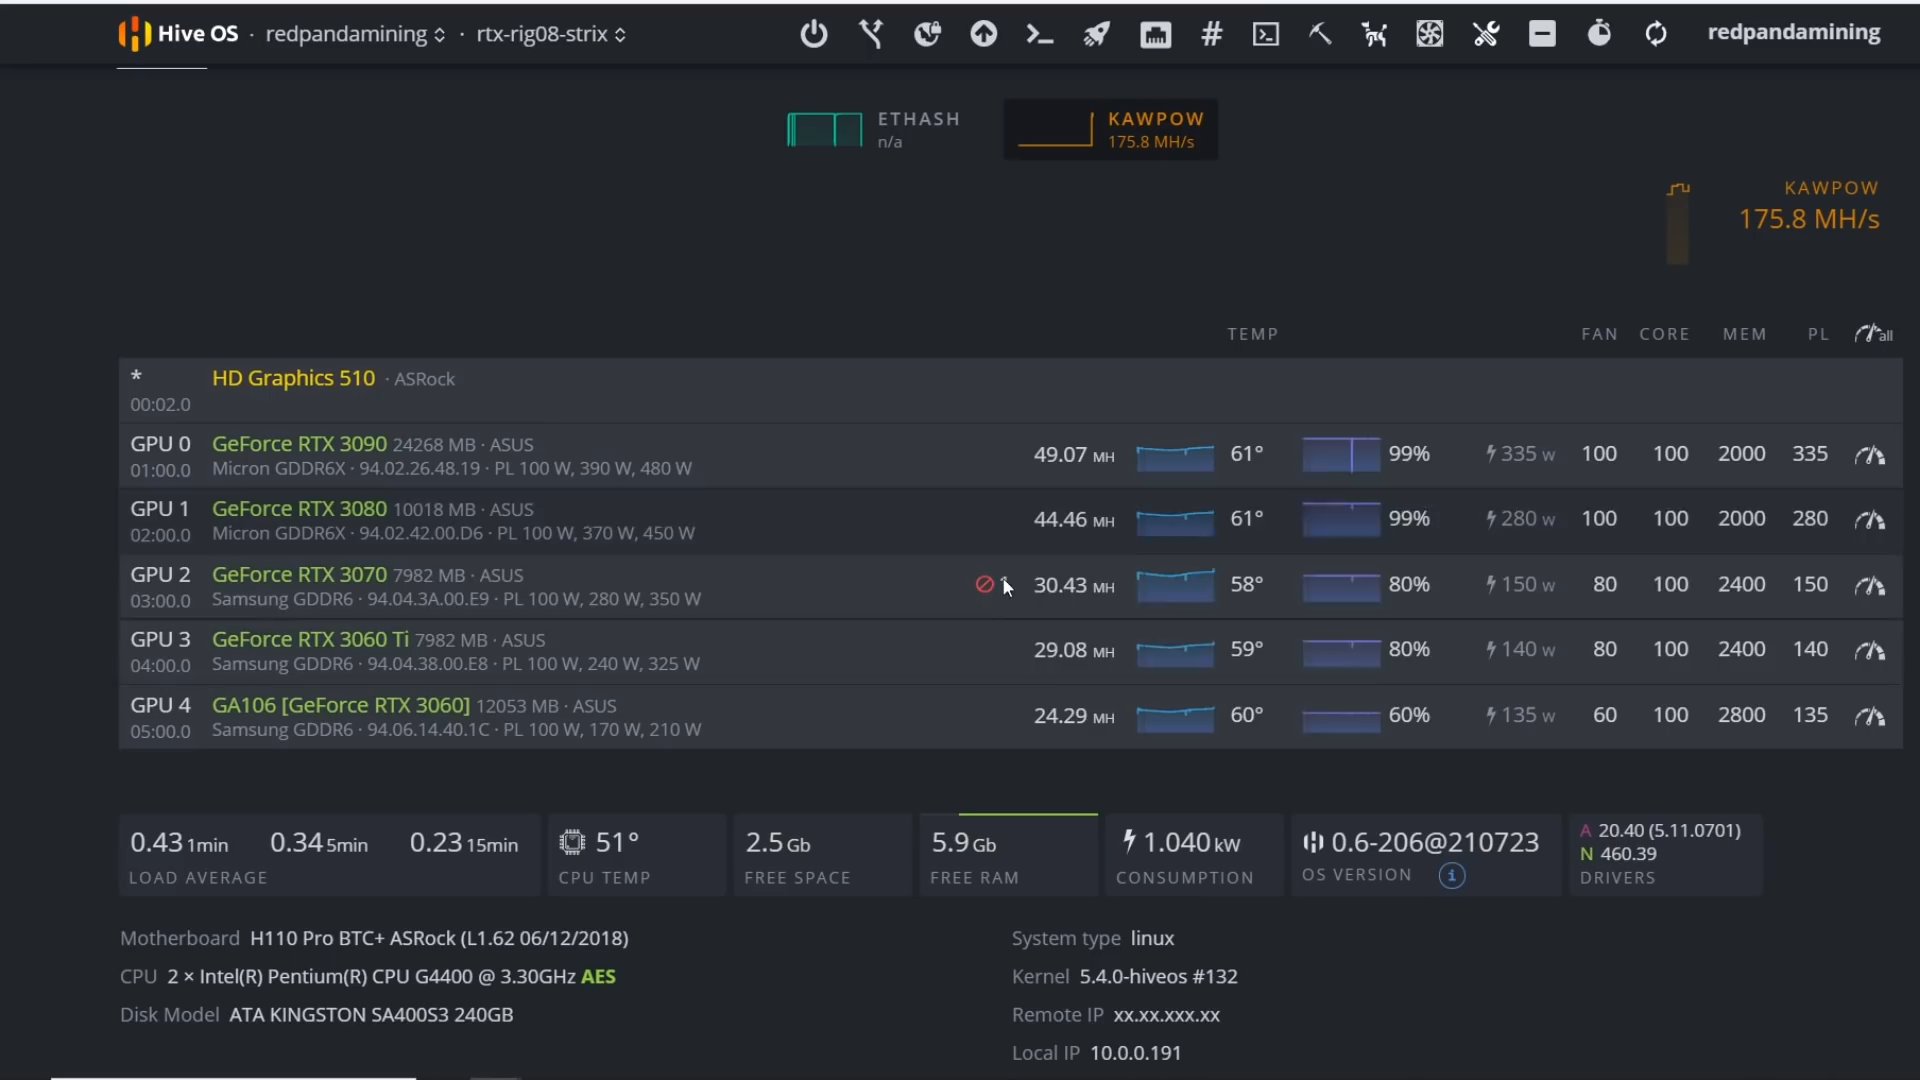 Hive OS · redpandamining · rtx-rig08-strix redpandamining
ETHASH
n/a
KAWPOW
175.8 MH/s
KAWPOW
175.8 MH/s
TEMP FAN CORE MEM PL all
* HD Graphics 510 · ASRock
00:02.0
GPU 0 GeForce RTX 3090 24268 MB · ASUS
01:00.0 Micron GDDR6X · 94.02.26.48.19 · PL 100 W, 390 W, 480 W
49.07 MH 61° 99% 335 W 100 100 2000 335
GPU 1 GeForce RTX 3080 10018 MB · ASUS
02:00.0 Micron GDDR6X · 94.02.42.00.D6 · PL 100 W, 370 W, 450 W
44.46 MH 61° 99% 280 W 100 100 2000 280
GPU 2 GeForce RTX 3070 7982 MB · ASUS
03:00.0 Samsung GDDR6 · 94.04.3A.00.E9 · PL 100 W, 280 W, 350 W
30.43 MH 58° 80% 150 W 80 100 2400 150
GPU 3 GeForce RTX 3060 Ti 7982 MB · ASUS
04:00.0 Samsung GDDR6 · 94.04.38.00.E8 · PL 100 W, 240 W, 325 W
29.08 MH 59° 80% 140 W 80 100 2400 140
GPU 4 GA106 [GeForce RTX 3060] 12053 MB · ASUS
05:00.0 Samsung GDDR6 · 94.06.14.40.1C · PL 100 W, 170 W, 210 W
24.29 MH 60° 60% 135 W 60 100 2800 135
0.43 1min 0.34 5min 0.23 15min
LOAD AVERAGE
51°
CPU TEMP
2.5 Gb
FREE SPACE
5.9 Gb
FREE RAM
1.040 kW
CONSUMPTION
0.6-206@210723
OS VERSION
A 20.40 (5.11.0701)
N 460.39
DRIVERS
Motherboard H110 Pro BTC+ ASRock (L1.62 06/12/2018)
CPU 2 × Intel(R) Pentium(R) CPU G4400 @ 3.30GHz AES
Disk Model ATA KINGSTON SA400S3 240GB
System type linux
Kernel 5.4.0-hiveos #132
Remote IP xx.xx.xxx.xx
Local IP 10.0.0.191